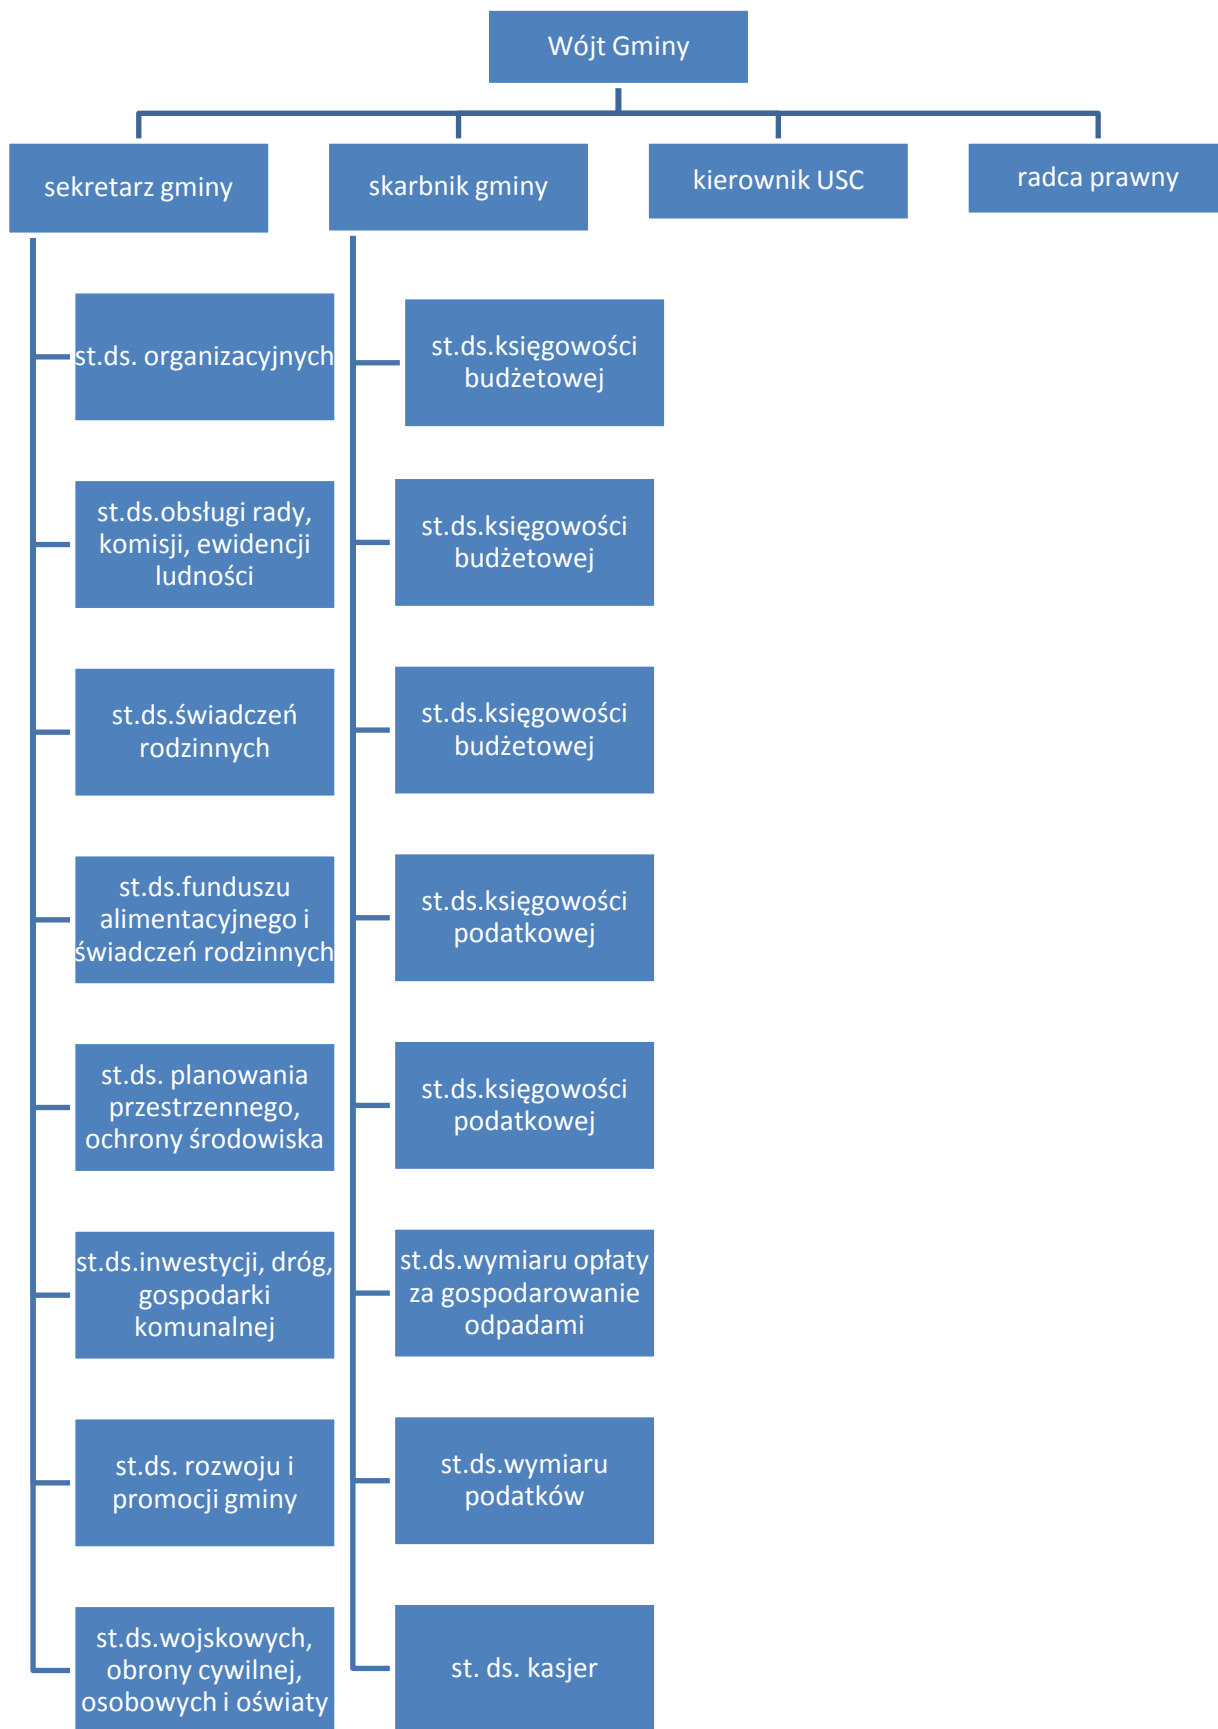 Wójt Gminy
sekretarz gminy
skarbnik gminy
kierownik USC
radca prawny
st.ds. organizacyjnych
st.ds.obsługi rady,
komisji, ewidencji
ludności
st.ds.świadczeń
rodzinnych
st.ds.funduszu
alimentacyjnego i
świadczeń rodzinnych
st.ds. planowania
przestrzennego,
ochrony środowiska
st.ds.inwestycji, dróg,
gospodarki
komunalnej
st.ds. rozwoju i
promocji gminy
st.ds.wojskowych,
obrony cywilnej,
osobowych i oświaty
st.ds.księgowości
budżetowej
st.ds.księgowości
budżetowej
st.ds.księgowości
budżetowej
st.ds.księgowości
podatkowej
st.ds.księgowości
podatkowej
st.ds.wymiaru opłaty
za gospodarowanie
odpadami
st.ds.wymiaru
podatków
st. ds. kasjer